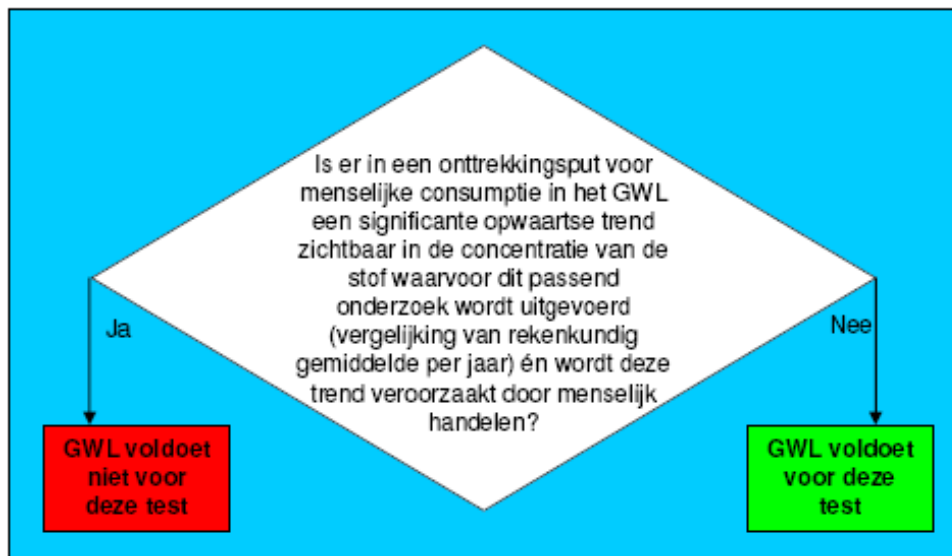 Is er in een onttrekkingsput voor
menselijke consumptie in het GWL
een significante opwaartse trend
zichtbaar in de concentratie van de
stof waarvoor dit passend
onderzoek wordt uitgevoerd
(vergelijking van rekenkundig
gemiddelde per jaar) én wordt deze
trend veroorzaakt door menselijk
handelen?
Ja
Nee
GWL voldoet
niet voor
deze test
GWL voldoet
voor deze
test